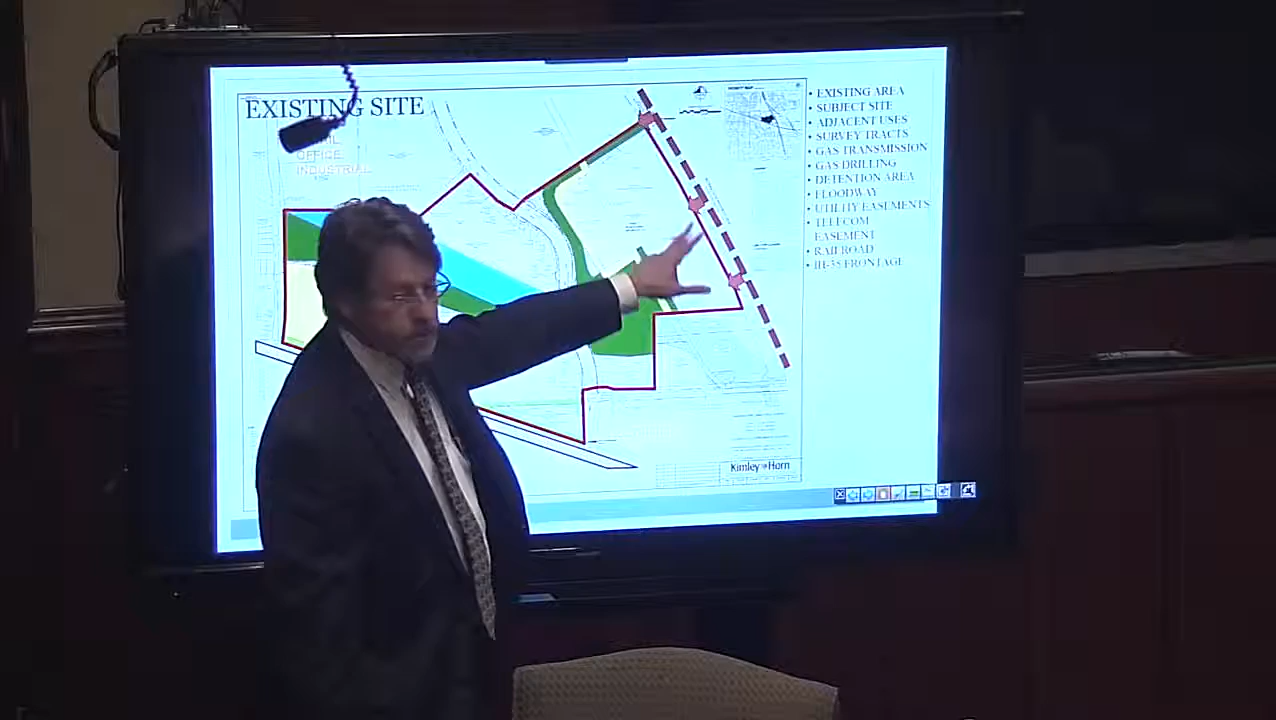 EXISTING SITE
OFFICE
INDUSTRIAL
• EXISTING AREA
• SUBJECT SITE
• ADJACENT USES
• SURVEY TRACTS
• GAS TRANSMISSION
• GAS DRILLING
• DETENTION AREA
• FLOODWAY
• UTILITY EASEMENTS
• TELECOM
EASEMENT
• RAILROAD
• IH-35 FRONTAGE
Kimley»Horn